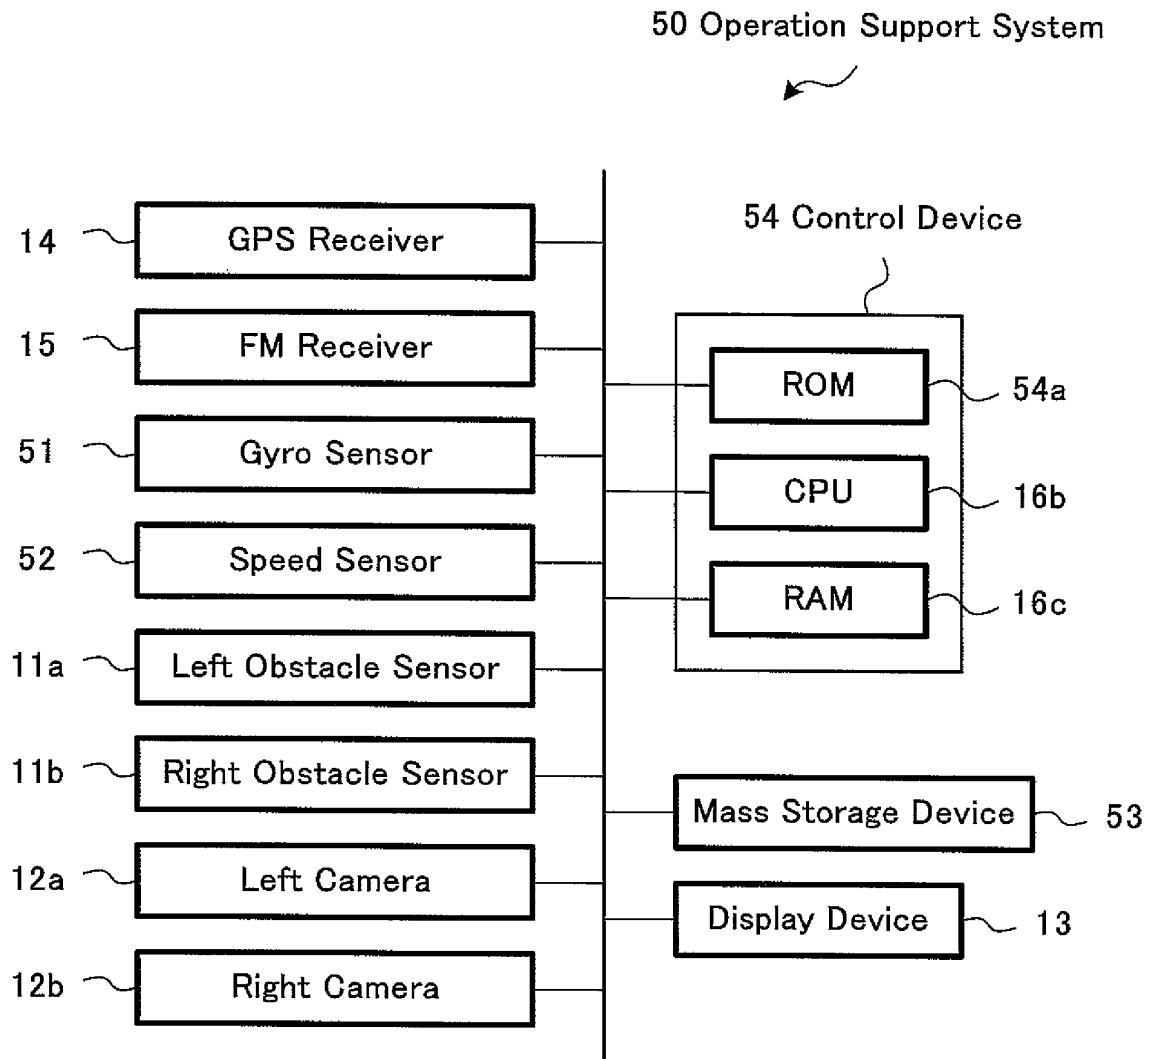 50 Operation Support System
54 Control Device
14 GPS Receiver
15 FM Receiver
ROM 54a
51 Gyro Sensor
CPU 16b
52 Speed Sensor
RAM 16c
11a Left Obstacle Sensor
11b Right Obstacle Sensor
Mass Storage Device 53
12a Left Camera
Display Device 13
12b Right Camera